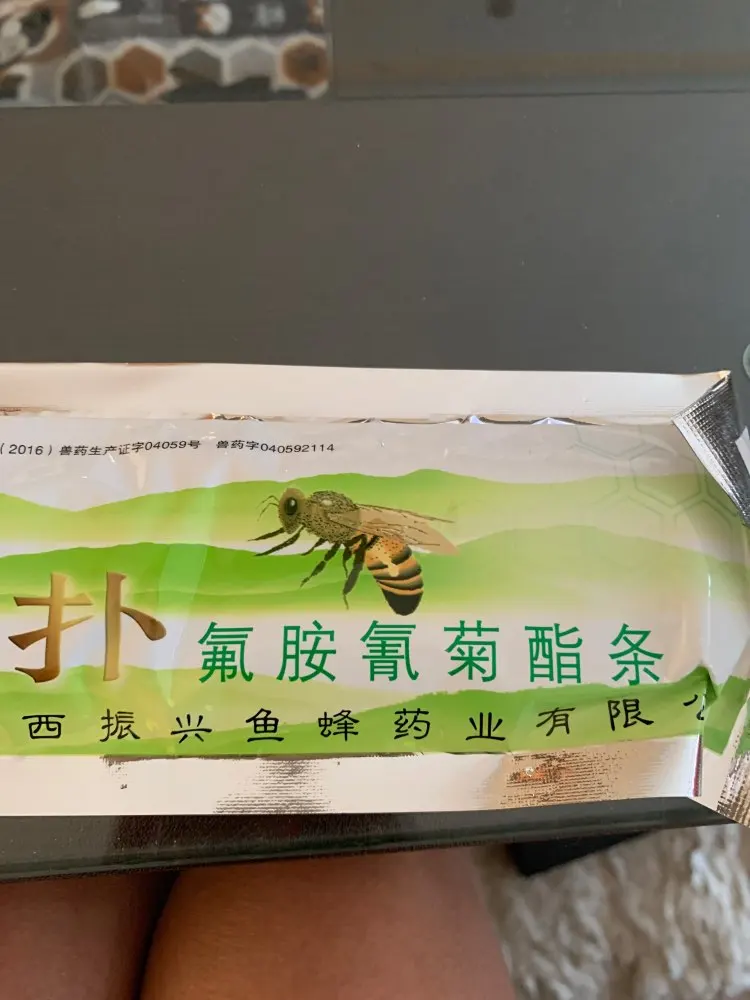 (2016) 兽药生产证字04059号 兽药字040592114
扑 氟胺氰菊酯条
西振兴鱼蜂药业有限